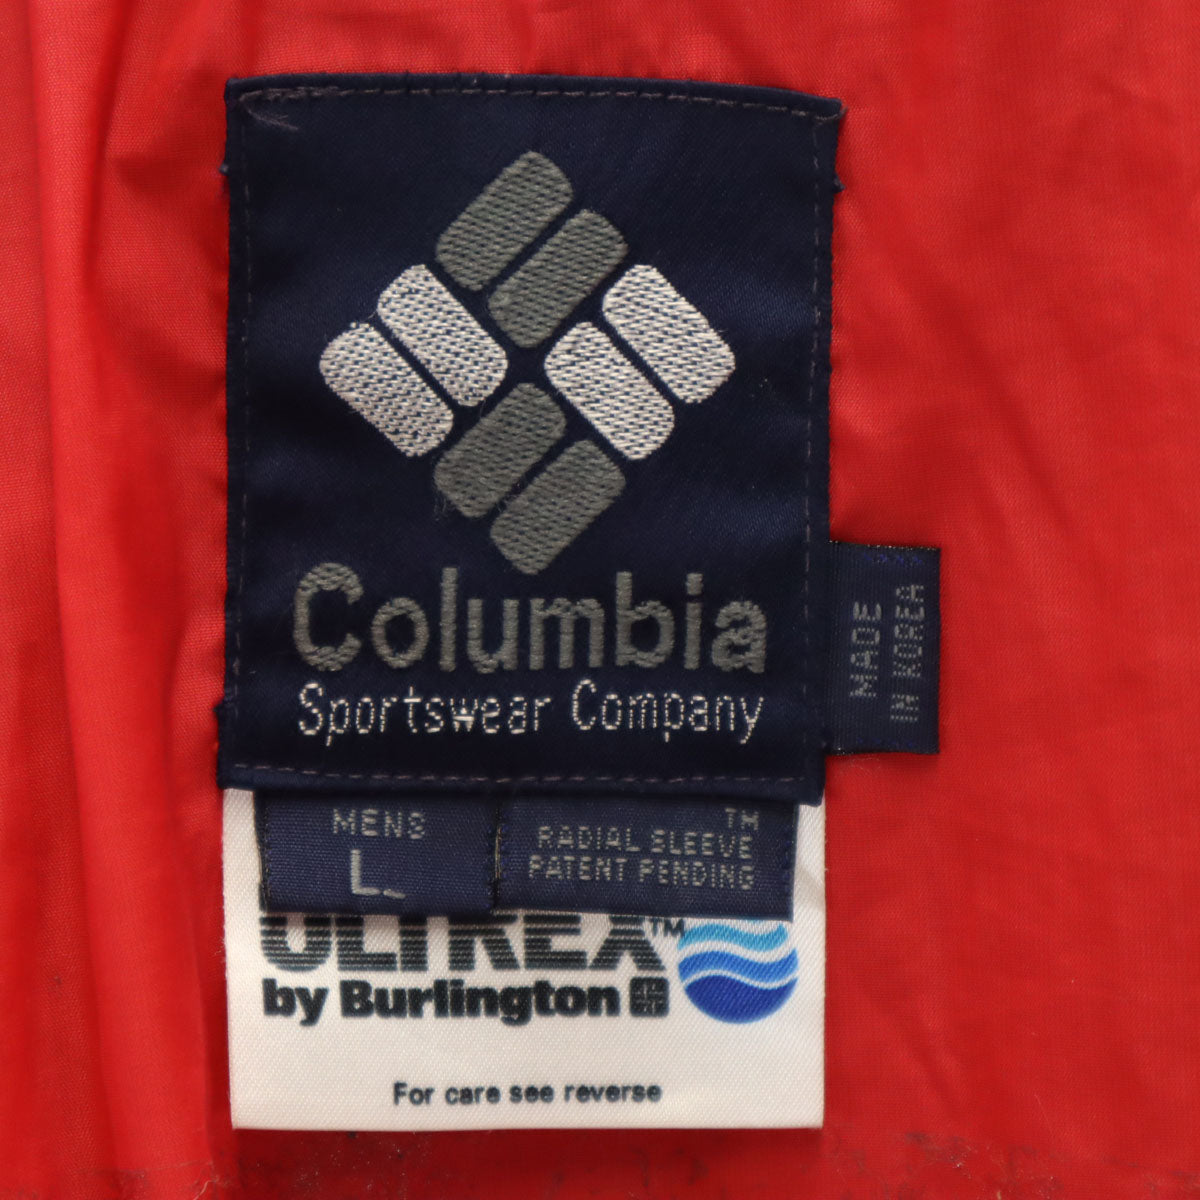 Columbia
Sportswear Company
MADE
IN KOREA
MENS
L
TM
RADIAL SLEEVE
PATENT PENDING
ULTREX™
by Burlington
For care see reverse